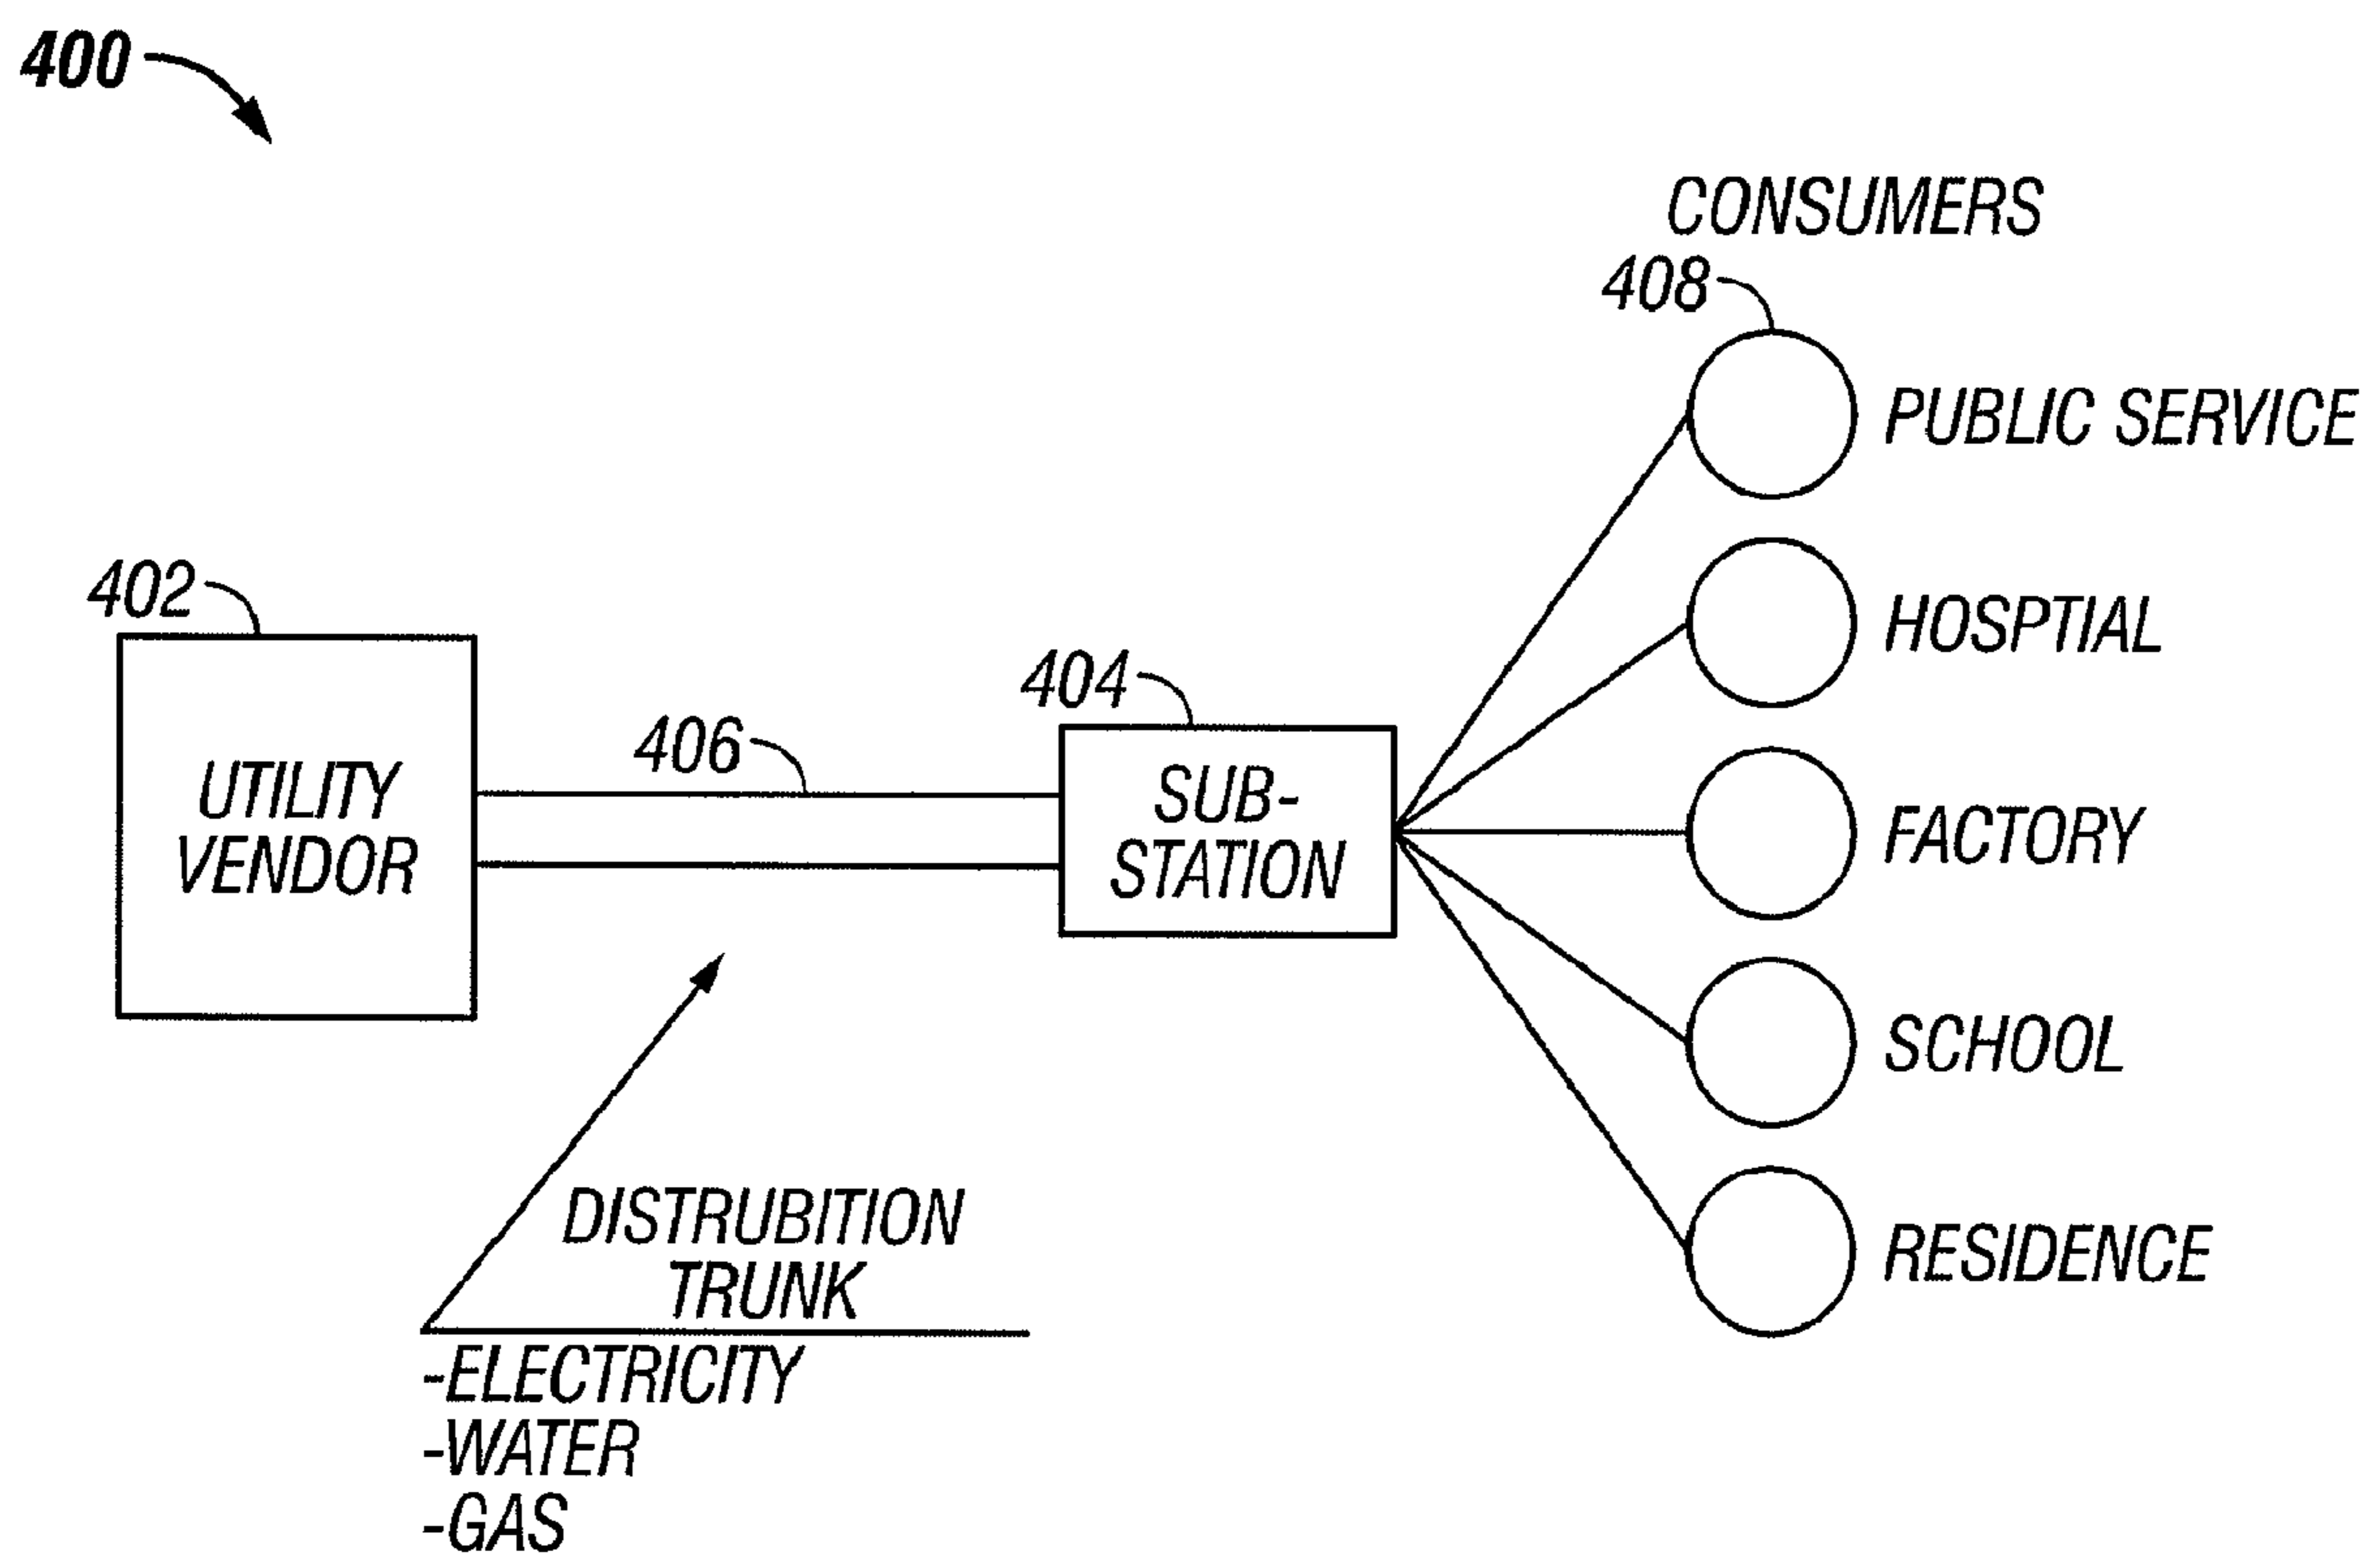 400
CONSUMERS
408
PUBLIC SERVICE
HOSPTIAL
402
404
406
UTILITY
VENDOR
SUB-
STATION
FACTORY
SCHOOL
DISTRUBITION
TRUNK
RESIDENCE
-ELECTRICITY
-WATER
-GAS